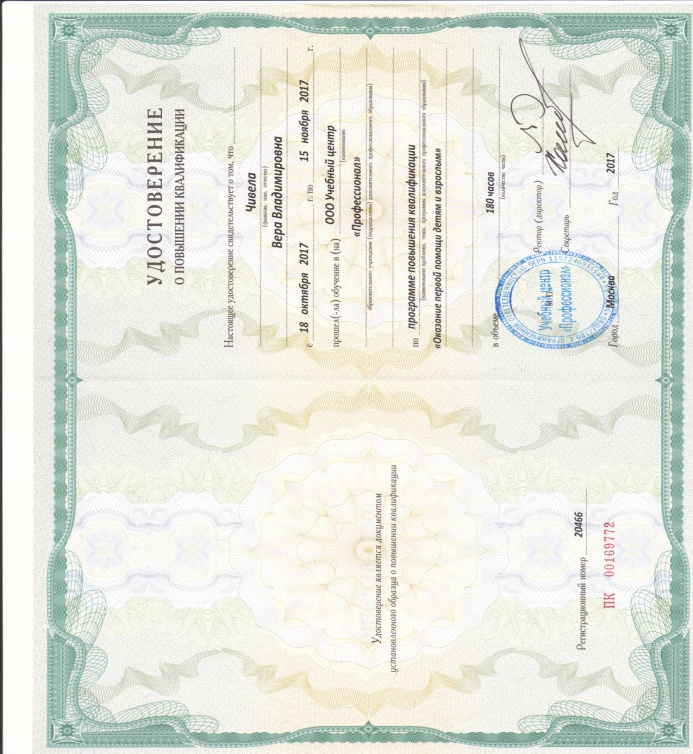 Удостоверение является документом
установленного образца о повышении квалификации
Регистрационный номер 20466
ПК 00169772
УДОСТОВЕРЕНИЕ
О ПОВЫШЕНИИ КВАЛИФИКАЦИИ
Настоящее удостоверение свидетельствует о том, что
Чивела
(фамилия, имя, отчество)
Вера Владимировна
с 18 октября 2017 г. по 15 ноября 2017 г.
прошел(-ла) обучение в (на) ООО Учебный центр
(наименование
«Профессионал»
образовательного учреждения (подразделения) дополнительного профессионального образования)
по программе повышения квалификации
(наименование проблемы, темы, программы дополнительного профессионального образования)
«Оказание первой помощи детям и взрослым»
в объеме 180 часов
(количество часов)
Ректор (директор)
Секретарь
Учебный центр
«Профессионал»
Город Москва Год 2017